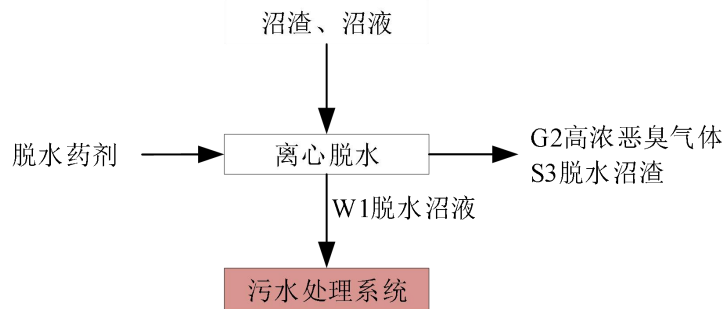 沼渣、沼液
脱水药剂
离心脱水
G2高浓恶臭气体
S3脱水沼渣
W1脱水沼液
污水处理系统